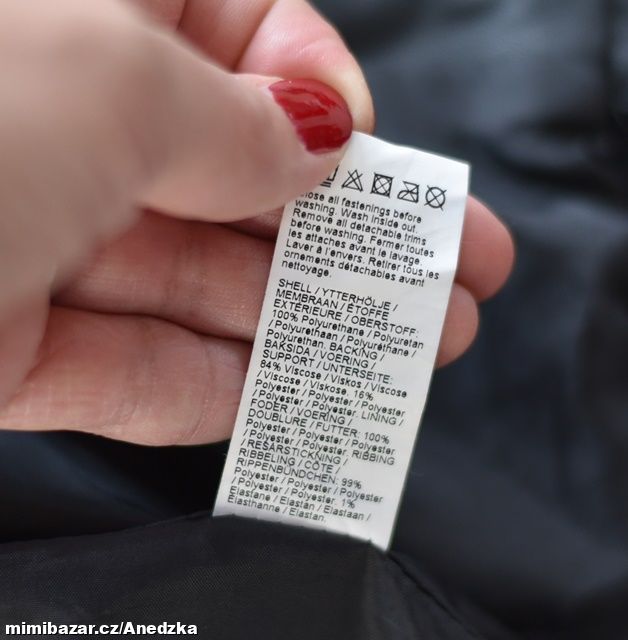 lose all fastenings before
washing. Wash inside out.
Remove all detachable trims
before washing. Fermer toutes
les attaches avant le lavage.
Laver à l'envers. Retirer tous les
ornements détachables avant
nettoyage.
SHELL / YTTERHÖLJE /
MEMBRAAN / ÉTOFFE
EXTÉRIEURE / OBERSTOFF:
100% Polyurethane / Polyuretan
/ Polyurethaan / Polyuréthane /
Polyurethan. BACKING /
BAKSIDA / VOERING /
SUPPORT / UNTERSEITE:
84% Viscose / Viskos / Viscose
/ Viscose / Viskose. 16%
Polyester / Polyester / Polyester
/ Polyester / Polyester. LINING /
FODER / VOERING /
DOUBLURE / FUTTER: 100%
Polyester / Polyester / Polyester
/ Polyester / Polyester. RIBBING
/ RESÅRSTICKNING /
RIBBELING / CÔTE /
RIPPENBÜNDCHEN: 99%
Polyester / Polyester / Polyester
/ Polyester / Polyester. 1%
Elastane / Elastan / Elastaan /
Élasthanne / Elastan.
mimibazar.cz/Anedzka